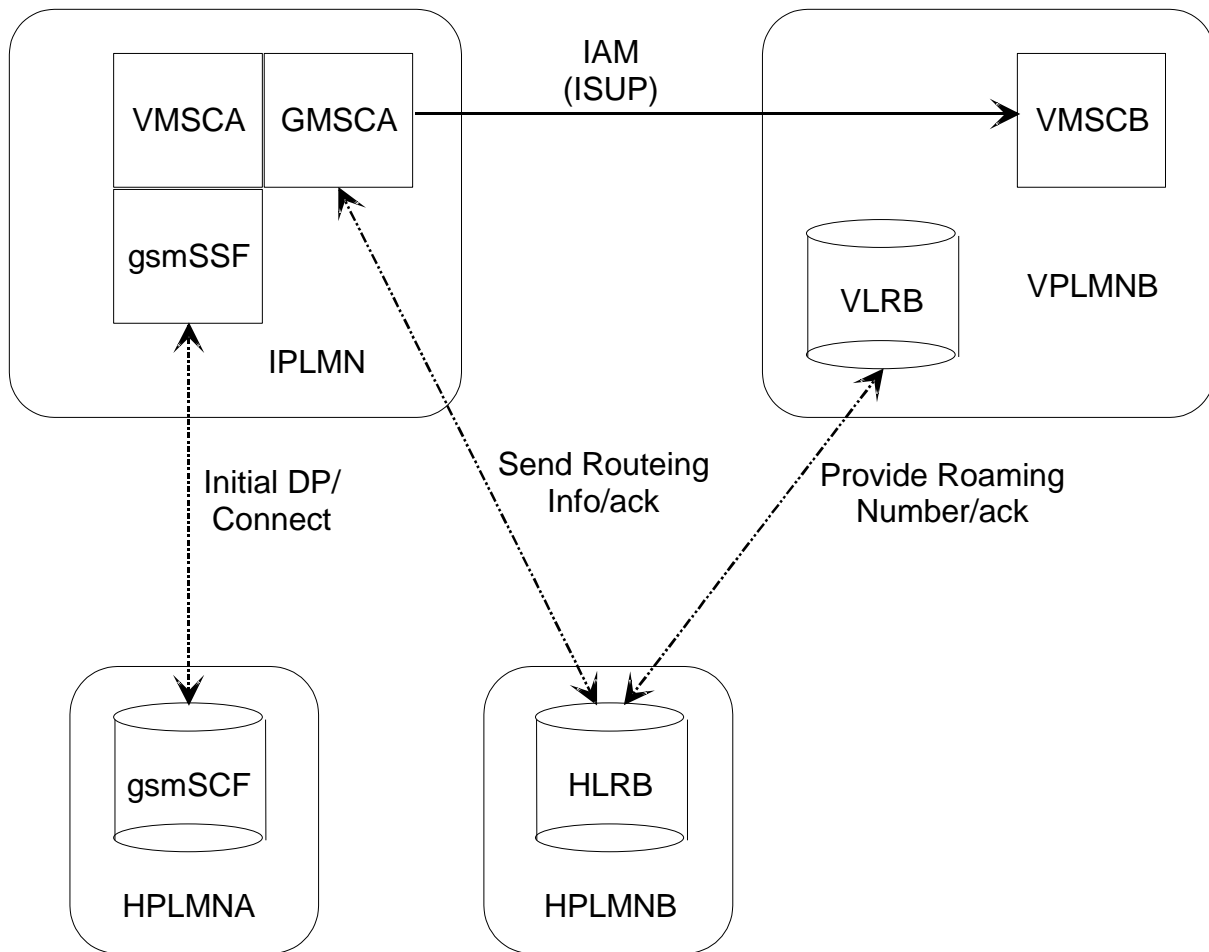 IAM
(ISUP)
VMSCA
GMSCA
VMSCB
gsmSSF
VLRB
VPLMNB
IPLMN
Initial DP/
Connect
Send Routeing
Info/ack
Provide Roaming
Number/ack
gsmSCF
HLRB
HPLMNA
HPLMNB